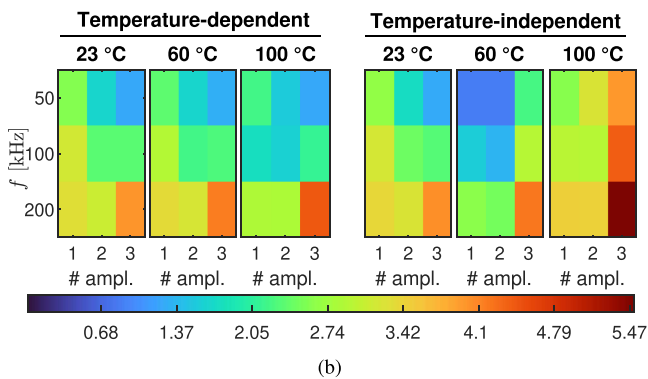 Temperature-dependent Temperature-independent
23 °C 60 °C 100 °C 23 °C 60 °C 100 °C
50
100
200
f [kHz]
1 2 3 1 2 3 1 2 3 1 2 3 1 2 3 1 2 3
# ampl. # ampl. # ampl. # ampl. # ampl. # ampl.
0.68 1.37 2.05 2.74 3.42 4.1 4.79 5.47
(b)